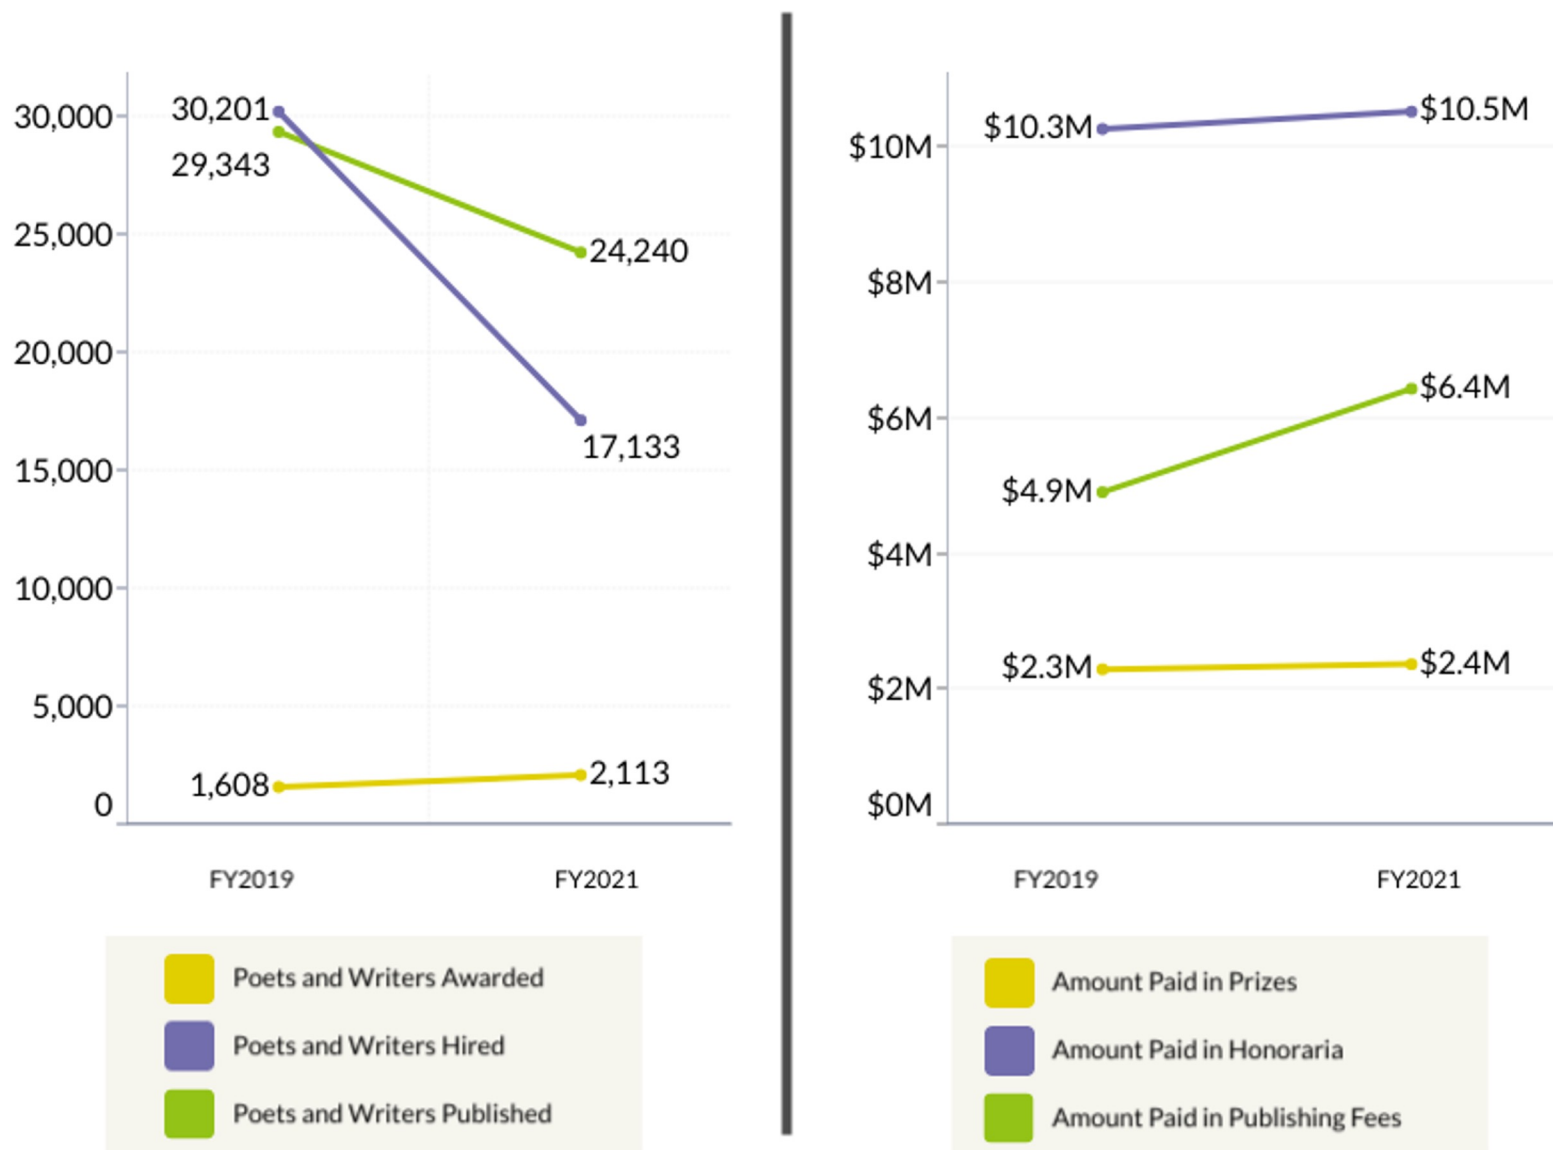 30,000
25,000
20,000
15,000
10,000
5,000
0
30,201
29,343
24,240
17,133
1,608
2,113
FY2019
FY2021
Poets and Writers Awarded
Poets and Writers Hired
Poets and Writers Published
$10M
$8M
$6M
$4M
$2M
$0M
$10.3M
$10.5M
$4.9M
$6.4M
$2.3M
$2.4M
FY2019
FY2021
Amount Paid in Prizes
Amount Paid in Honoraria
Amount Paid in Publishing Fees